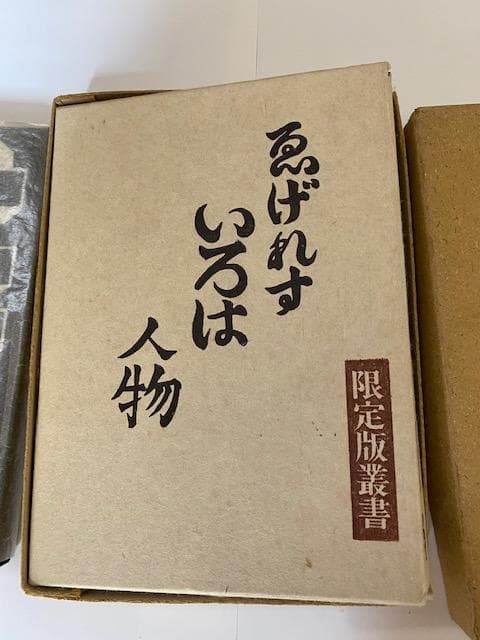 ゑげれす
いろは
人物
限定版叢書